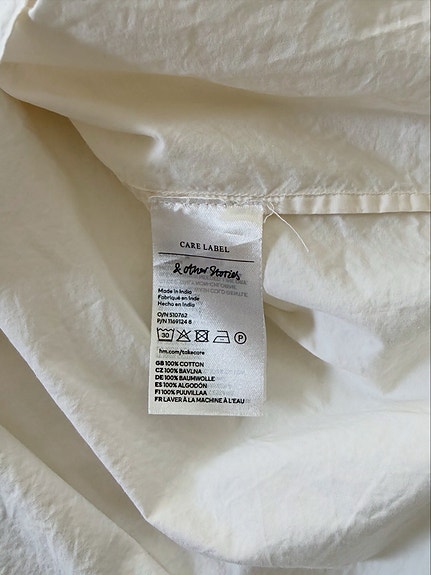 CARE LABEL
& other Stories
Made in India
Fabriqué en Inde
Hecho en India
O/N 510762
P/N 1169124 6
30
P
hm.com/takecare
GB 100% COTTON
CZ 100% BAVLNA
DE 100% BAUMWOLLE
ES 100% ALGODÓN
FI 100% PUUVILLAA
FR LAVER À LA MACHINE À L'EAU